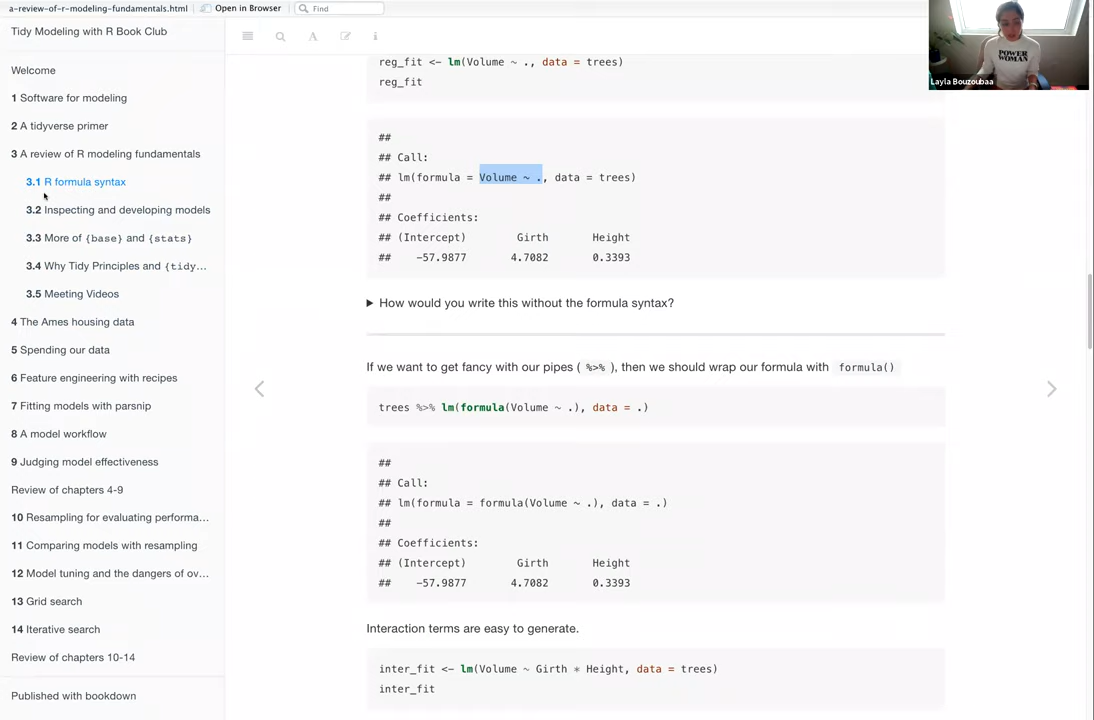 a-review-of-r-modeling-fundamentals.html
Open in Browser
Find
Tidy Modeling with R Book Club
Welcome
1 Software for modeling
2 A tidyverse primer
3 A review of R modeling fundamentals
3.1 R formula syntax
3.2 Inspecting and developing models
3.3 More of {base} and {stats}
3.4 Why Tidy Principles and {tidy...
3.5 Meeting Videos
4 The Ames housing data
5 Spending our data
6 Feature engineering with recipes
7 Fitting models with parsnip
8 A model workflow
9 Judging model effectiveness
Review of chapters 4-9
10 Resampling for evaluating performa...
11 Comparing models with resampling
12 Model tuning and the dangers of ov...
13 Grid search
14 Iterative search
Review of chapters 10-14
Published with bookdown
A
i
reg_fit <- lm(Volume ~ ., data = trees)
reg_fit
##
## Call:
## lm(formula = Volume ~ ., data = trees)
##
## Coefficients:
## (Intercept)        Girth       Height
##    -57.9877       4.7082       0.3393
How would you write this without the formula syntax?
If we want to get fancy with our pipes ( %>% ), then we should wrap our formula with formula()
trees %>% lm(formula(Volume ~ .), data = .)
##
## Call:
## lm(formula = formula(Volume ~ .), data = .)
##
## Coefficients:
## (Intercept)        Girth       Height
##    -57.9877       4.7082       0.3393
Interaction terms are easy to generate.
inter_fit <- lm(Volume ~ Girth * Height, data = trees)
inter_fit
POWER
WOMAN
Layla Bouzoubaa